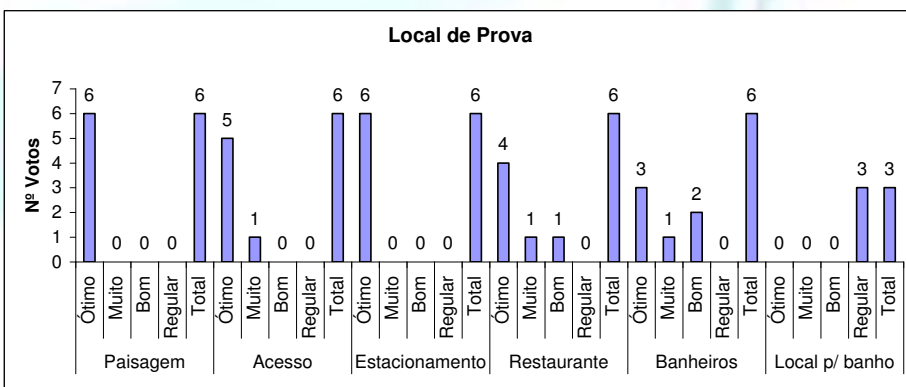 Local de Prova
Nº Votos
7
6
5
4
3
2
1
0
6 0 0 0 6 5 1 0 0 6 6 0 0 0 6 4 1 1 0 6 3 1 2 0 6 0 0 0 3 3
Ótimo Muito Bom Regular Total Ótimo Muito Bom Regular Total Ótimo Muito Bom Regular Total Ótimo Muito Bom Regular Total Ótimo Muito Bom Regular Total Ótimo Muito Bom Regular Total
Paisagem Acesso Estacionamento Restaurante Banheiros Local p/ banho